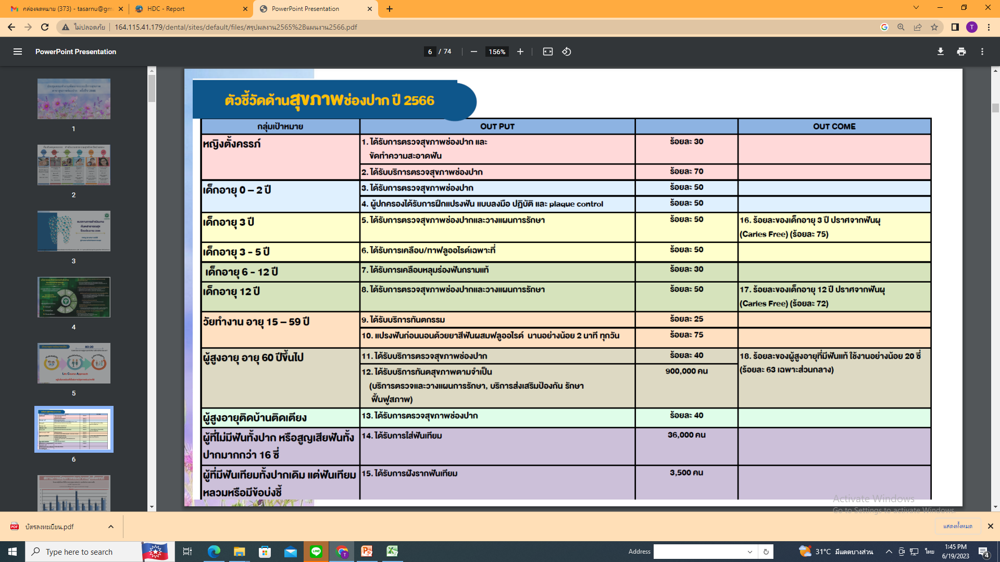 กล่องจดหมาย (373) - tasarnu@gm
HDC - Report
PowerPoint Presentation
ไม่ปลอดภัย
164.115.41.179/dental/sites/default/files/สรุปผลงาน2565%2Bแผนงาน2566.pdf
T
PowerPoint Presentation
6 / 74
156%
1
2
3
4
80:20
Life Course Approach
5
6
ตัวชี้วัดด้านสุขภาพช่องปาก ปี 2566
กลุ่มเป้าหมาย OUT PUT OUT COME
หญิงตั้งครรภ์ 1. ได้รับการตรวจสุขภาพช่องปาก และ ร้อยละ 30
ขัดทำความสะอาดฟัน
2. ได้รับบริการตรวจสุขภาพช่องปาก ร้อยละ 70
เด็กอายุ 0 – 2 ปี 3. ได้รับการตรวจสุขภาพช่องปาก ร้อยละ 50
4. ผู้ปกครองได้รับการฝึกแปรงฟัน แบบลงมือ ปฏิบัติ และ plaque control ร้อยละ 50
เด็กอายุ 3 ปี 5. ได้รับการตรวจสุขภาพช่องปากและวางแผนการรักษา ร้อยละ 50 16. ร้อยละของเด็กอายุ 3 ปี ปราศจากฟันผุ
(Caries Free) (ร้อยละ 75)
เด็กอายุ 3 - 5 ปี 6. ได้รับการเคลือบ/ทาฟลูออไรด์เฉพาะที่ ร้อยละ 50
เด็กอายุ 6 - 12 ปี 7. ได้รับการเคลือบหลุมร่องฟันกรามแท้ ร้อยละ 30
เด็กอายุ 12 ปี 8. ได้รับการตรวจสุขภาพช่องปากและวางแผนการรักษา ร้อยละ 50 17. ร้อยละของเด็กอายุ 12 ปี ปราศจากฟันผุ
(Caries Free) (ร้อยละ 72)
วัยทำงาน อายุ 15 – 59 ปี 9. ได้รับบริการทันตกรรม ร้อยละ 25
10. แปรงฟันก่อนนอนด้วยยาสีฟันผสมฟลูออไรด์ นานอย่างน้อย 2 นาที ทุกวัน ร้อยละ 75
ผู้สูงอายุ อายุ 60 ปีขึ้นไป 11. ได้รับบริการตรวจสุขภาพช่องปาก ร้อยละ 40 18. ร้อยละของผู้สูงอายุที่มีฟันแท้ ใช้งานอย่างน้อย 20 ซี่
12. ได้รับบริการทันตสุขภาพตามจำเป็น 900,000 คน (ร้อยละ 63 เฉพาะส่วนกลาง)
(บริการตรวจและวางแผนการรักษา, บริการส่งเสริมป้องกัน รักษา
ฟื้นฟูสภาพ)
ผู้สูงอายุติดบ้านติดเตียง 13. ได้รับการตรวจสุขภาพช่องปาก ร้อยละ 40
ผู้ที่ไม่มีฟันทั้งปาก หรือสูญเสียฟันทั้ง 14. ได้รับการใส่ฟันเทียม 36,000 คน
ปากมากกว่า 16 ซี่
ผู้ที่มีฟันเทียมทั้งปากเดิม แต่ฟันเทียม 15. ได้รับการฝังรากฟันเทียม 3,500 คน
หลวมหรือมีข้อบ่งชี้
Activate Windows
Go to Settings to activate Windows.
บัตรลงทะเบียน.pdf
แสดงทั้งหมด
Type here to search
Address
31°C มีแดดบางส่วน
ไทย
1:45 PM
6/19/2023
4